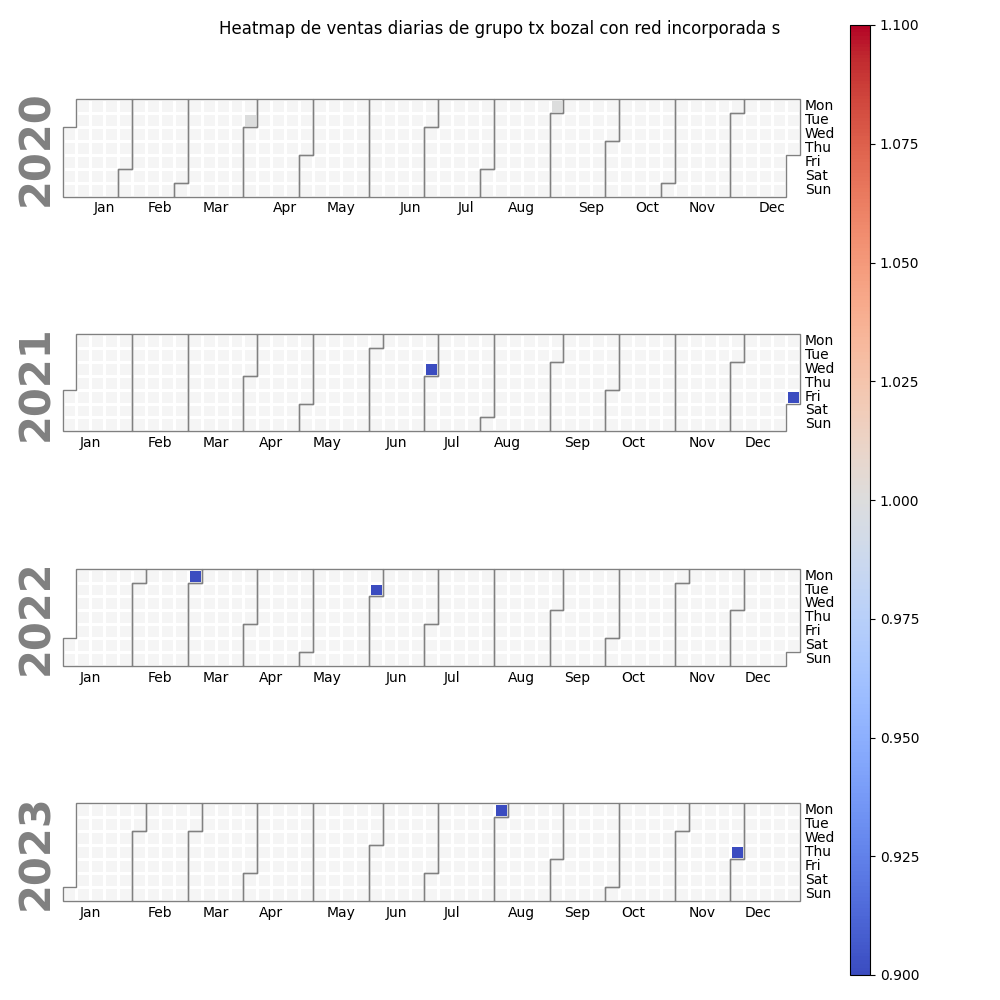 Heatmap de ventas diarias de grupo tx bozal con red incorporada s
1.100
1.075
1.050
1.025
1.000
0.975
0.950
0.925
0.900
2020
Mon
Tue
Wed
Thu
Fri
Sat
Sun
Jan Feb Mar Apr May Jun Jul Aug Sep Oct Nov Dec
2021
Mon
Tue
Wed
Thu
Fri
Sat
Sun
Jan Feb Mar Apr May Jun Jul Aug Sep Oct Nov Dec
2022
Mon
Tue
Wed
Thu
Fri
Sat
Sun
Jan Feb Mar Apr May Jun Jul Aug Sep Oct Nov Dec
2023
Mon
Tue
Wed
Thu
Fri
Sat
Sun
Jan Feb Mar Apr May Jun Jul Aug Sep Oct Nov Dec